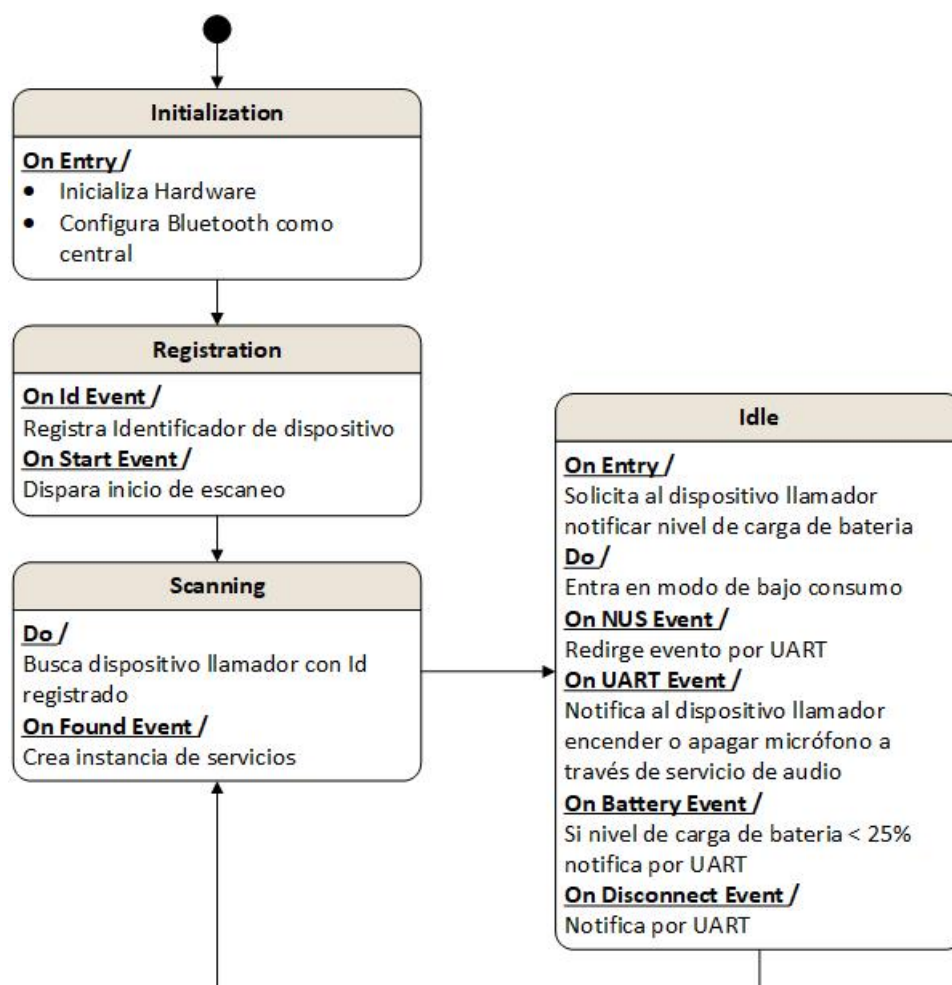 Initialization
On Entry /
• Inicializa Hardware
• Configura Bluetooth como
central
Registration
On Id Event /
Registra Identificador de dispositivo
On Start Event /
Dispara inicio de escaneo
Scanning
Do /
Busca dispositivo llamador con Id
registrado
On Found Event /
Crea instancia de servicios
Idle
On Entry /
Solicita al dispositivo llamador
notificar nivel de carga de bateria
Do /
Entra en modo de bajo consumo
On NUS Event /
Redirge evento por UART
On UART Event /
Notifica al dispositivo llamador
encender o apagar micrófono a
través de servicio de audio
On Battery Event /
Si nivel de carga de bateria < 25%
notifica por UART
On Disconnect Event /
Notifica por UART